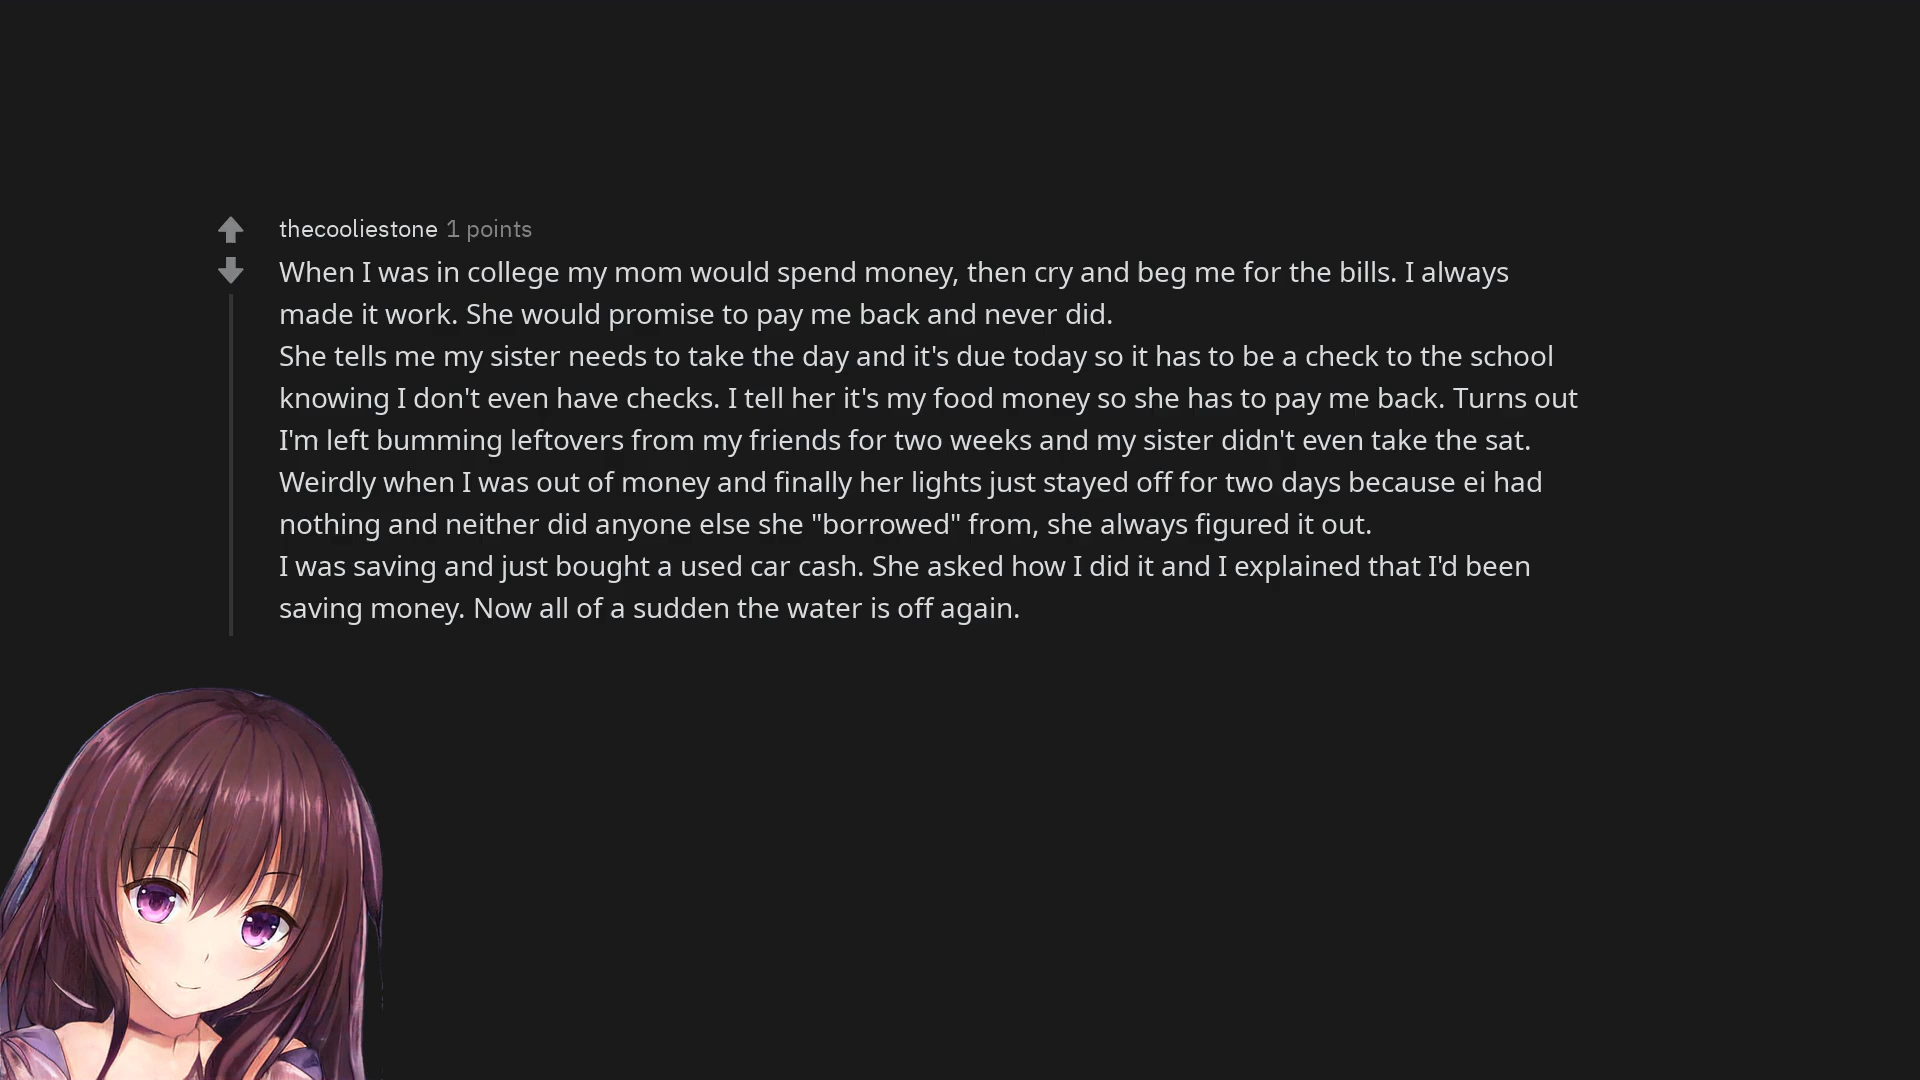 thecooliestone 1 points
When I was in college my mom would spend money, then cry and beg me for the bills. I always
made it work. She would promise to pay me back and never did.
She tells me my sister needs to take the day and it's due today so it has to be a check to the school
knowing I don't even have checks. I tell her it's my food money so she has to pay me back. Turns out
I'm left bumming leftovers from my friends for two weeks and my sister didn't even take the sat.
Weirdly when I was out of money and finally her lights just stayed off for two days because ei had
nothing and neither did anyone else she "borrowed" from, she always figured it out.
I was saving and just bought a used car cash. She asked how I did it and I explained that I'd been
saving money. Now all of a sudden the water is off again.